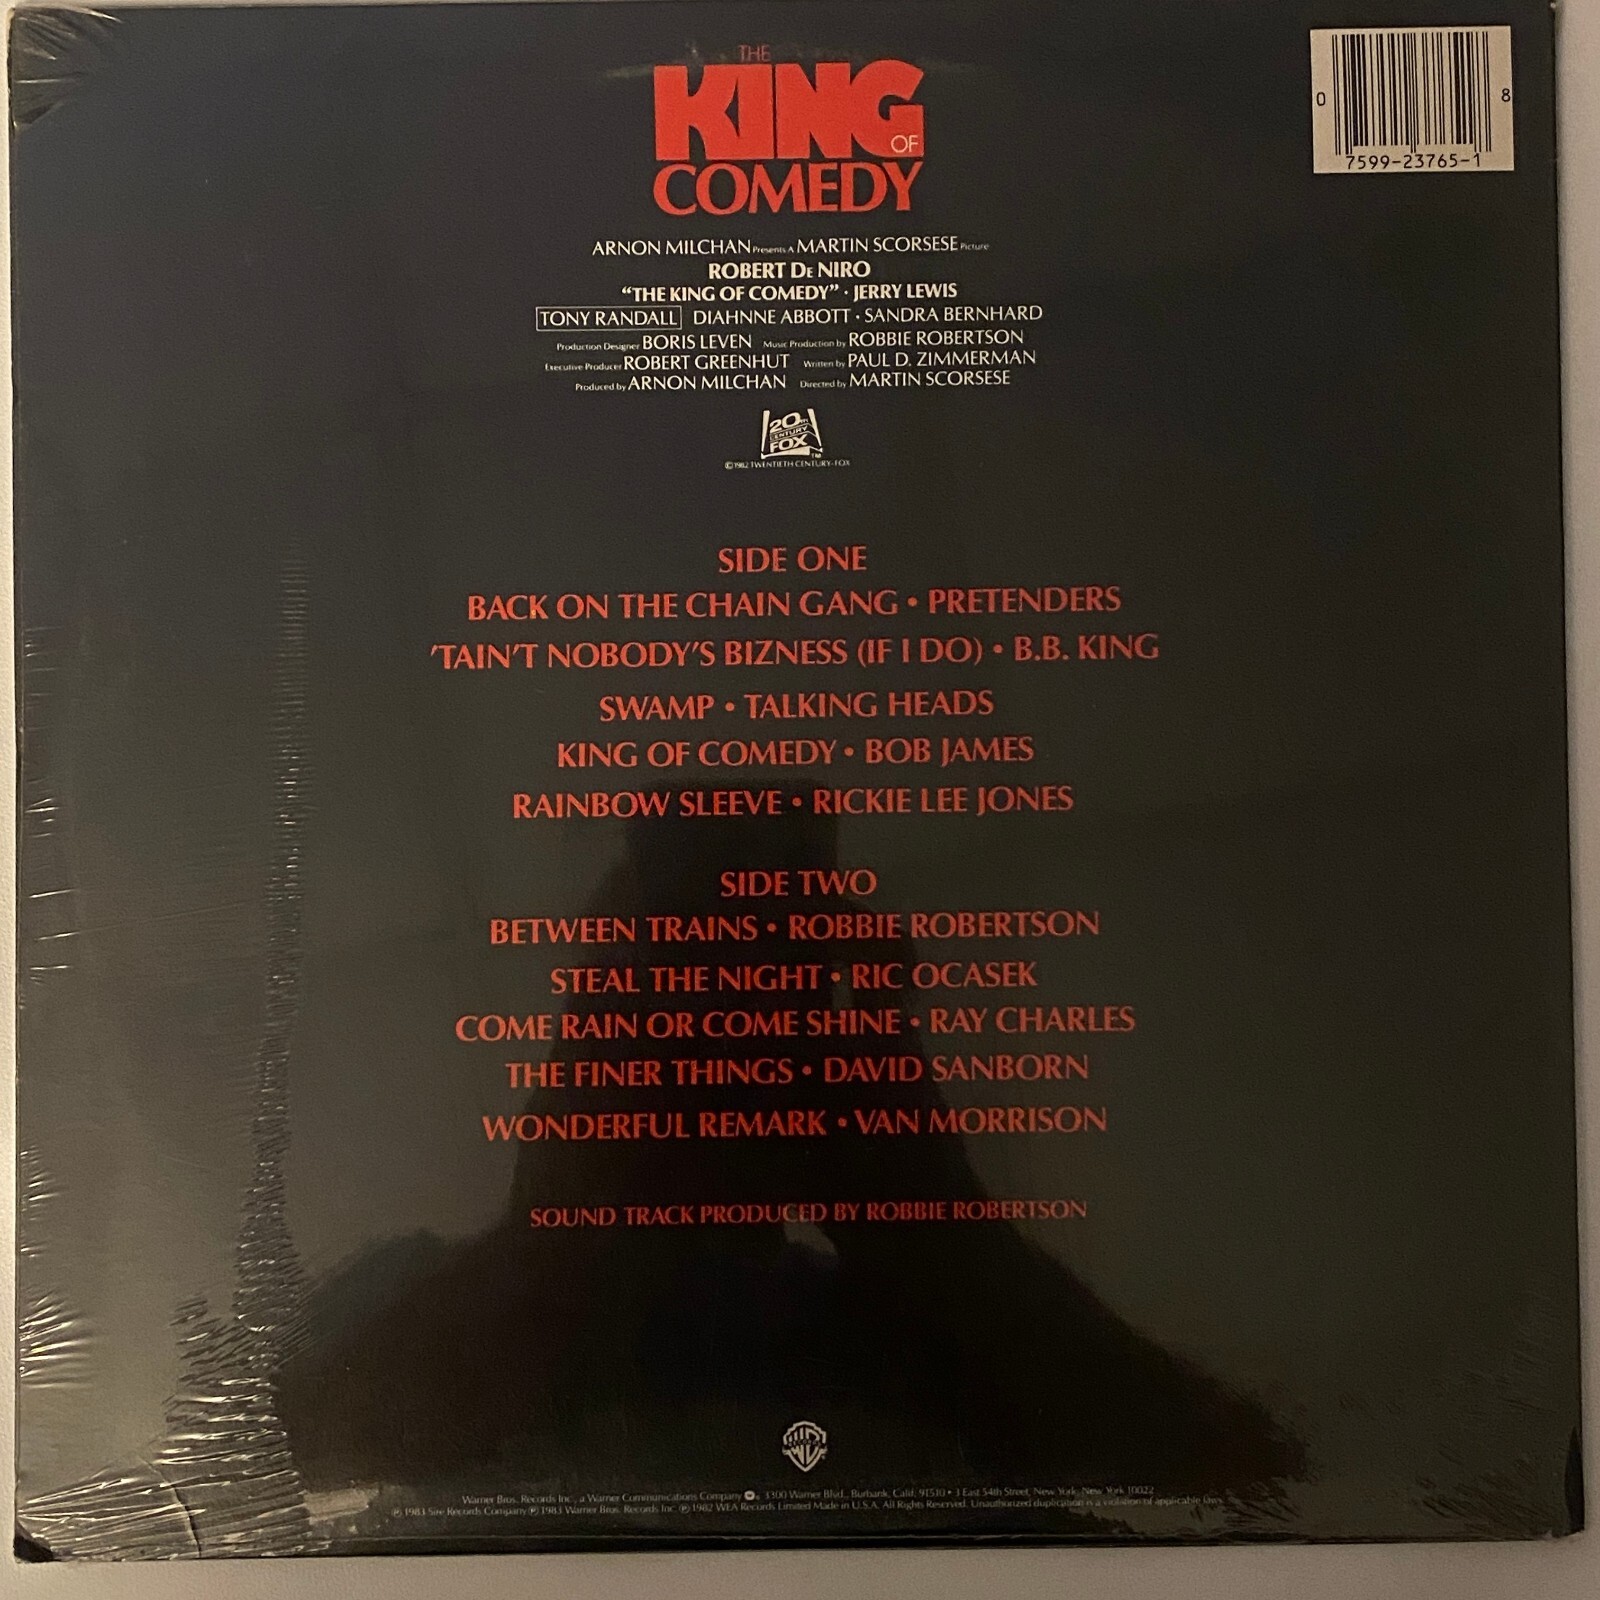 THE
KING
OF
COMEDY
0 7599-23765-1 8
ARNON MILCHAN Presents A MARTIN SCORSESE Picture
ROBERT DE NIRO
“THE KING OF COMEDY” · JERRY LEWIS
TONY RANDALL DIAHNNE ABBOTT · SANDRA BERNHARD
Production Designer BORIS LEVEN Music Production by ROBBIE ROBERTSON
Executive Producer ROBERT GREENHUT Written by PAUL D. ZIMMERMAN
Produced by ARNON MILCHAN Directed by MARTIN SCORSESE
20th
CENTURY
FOX
TM
©1982 TWENTIETH CENTURY-FOX
SIDE ONE
BACK ON THE CHAIN GANG • PRETENDERS
'TAIN'T NOBODY'S BIZNESS (IF I DO) • B.B. KING
SWAMP • TALKING HEADS
KING OF COMEDY • BOB JAMES
RAINBOW SLEEVE • RICKIE LEE JONES
SIDE TWO
BETWEEN TRAINS • ROBBIE ROBERTSON
STEAL THE NIGHT • RIC OCASEK
COME RAIN OR COME SHINE • RAY CHARLES
THE FINER THINGS • DAVID SANBORN
WONDERFUL REMARK • VAN MORRISON
SOUND TRACK PRODUCED BY ROBBIE ROBERTSON
Warner Bros. Records Inc., a Warner Communications Company 3300 Warner Blvd., Burbank, Calif. 91510 • 3 East 54th Street, New York, New York 10022
℗ 1983 Sire Records Company ℗ 1983 Warner Bros. Records Inc. ℗ 1982 WEA Records Limited Made in U.S.A. All Rights Reserved. Unauthorized duplication is a violation of applicable laws.